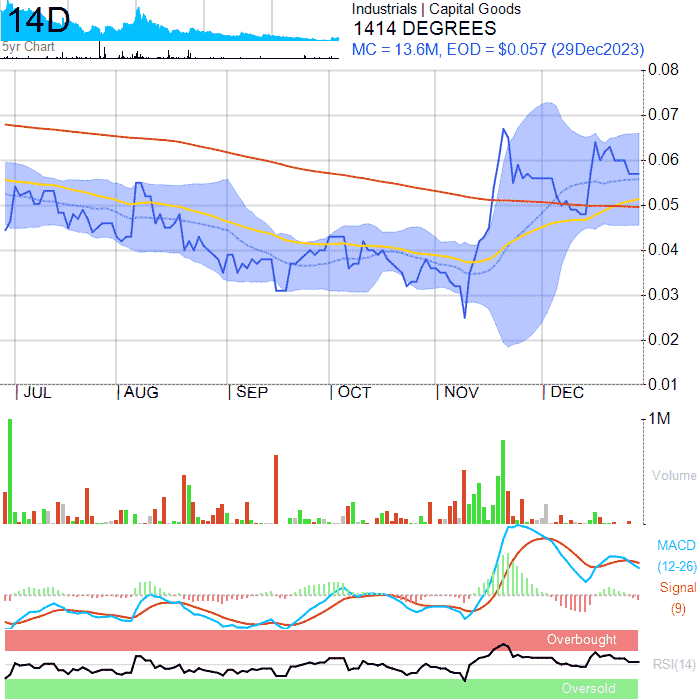 14D
5yr Chart
Industrials | Capital Goods
1414 DEGREES
MC = 13.6M, EOD = $0.057 (29Dec2023)
0.08
0.07
0.06
0.05
0.04
0.03
0.02
0.01
JUL AUG SEP OCT NOV DEC
1M
Volume
MACD
(12-26)
Signal
(9)
Overbought
RSI(14)
Oversold